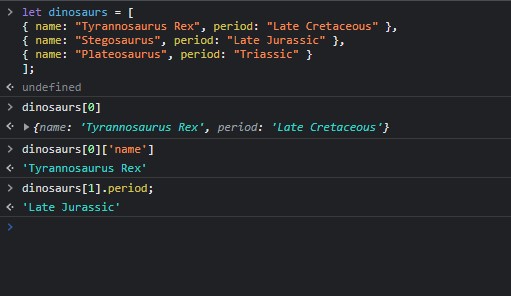 let dinosaurs = [
{ name: "Tyrannosaurus Rex", period: "Late Cretaceous" },
{ name: "Stegosaurus", period: "Late Jurassic" },
{ name: "Plateosaurus", period: "Triassic" }
];
undefined
dinosaurs[0]
{name: 'Tyrannosaurus Rex', period: 'Late Cretaceous'}
dinosaurs[0]['name']
'Tyrannosaurus Rex'
dinosaurs[1].period;
'Late Jurassic'